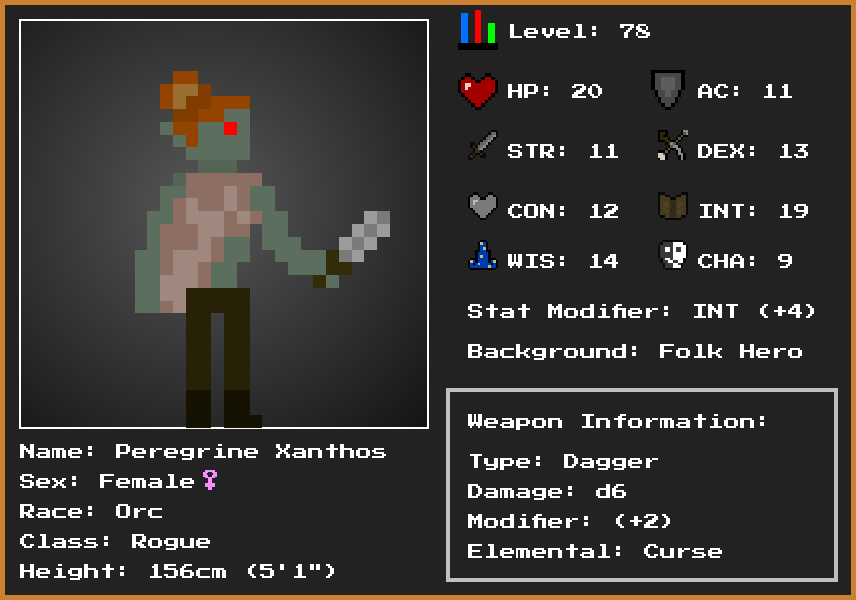 Level: 78
HP: 20
AC: 11
STR: 11
DEX: 13
CON: 12
INT: 19
WIS: 14
CHA: 9
Stat Modifier: INT (+4)
Background: Folk Hero
Weapon Information:
Type: Dagger
Damage: d6
Modifier: (+2)
Elemental: Curse
Name: Peregrine Xanthos
Sex: Female♀
Race: Orc
Class: Rogue
Height: 156cm (5'1")